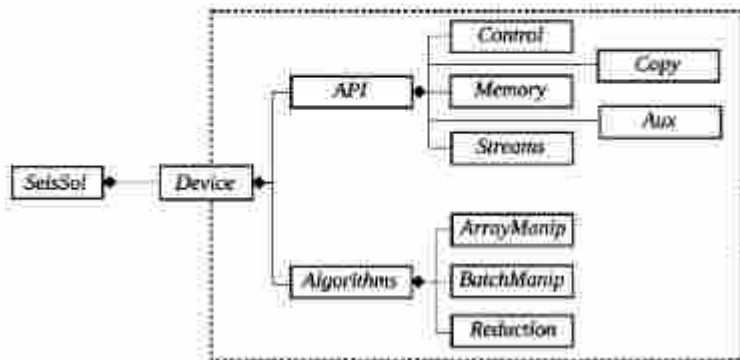 Control
Copy
API
Memory
Aux
Streams
SeisSol
Device
ArrayManip
Algorithms
BatchManip
Reduction